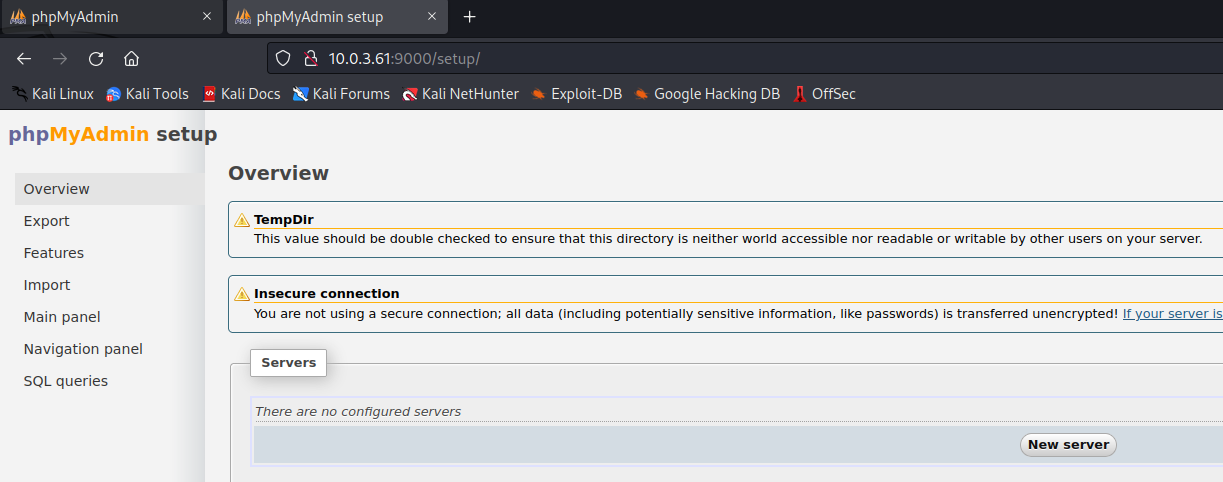 phpMyAdmin
phpMyAdmin setup
10.0.3.61:9000/setup/
Kali Linux Kali Tools Kali Docs Kali Forums Kali NetHunter Exploit-DB Google Hacking DB OffSec
phpMyAdmin setup
Overview
Export
Features
Import
Main panel
Navigation panel
SQL queries
Overview
TempDir
This value should be double checked to ensure that this directory is neither world accessible nor readable or writable by other users on your server.
Insecure connection
You are not using a secure connection; all data (including potentially sensitive information, like passwords) is transferred unencrypted! If your server is
Servers
There are no configured servers
New server